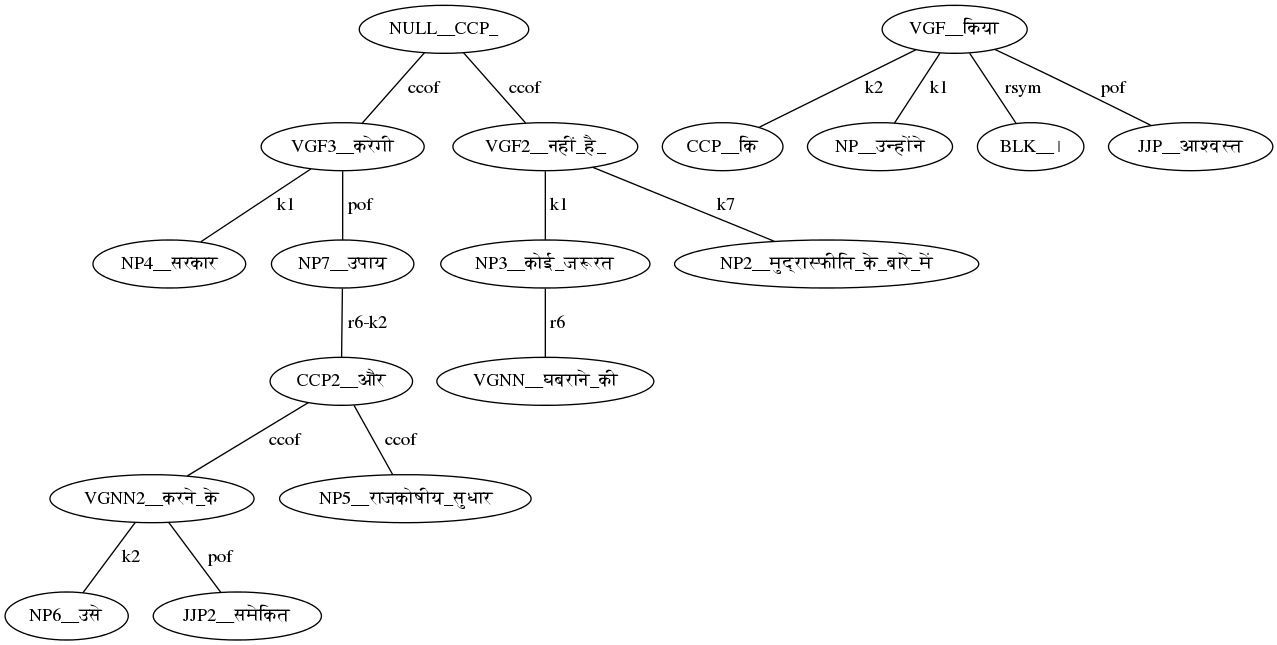 NULL__CCP_ VGF__किया
ccof ccof k2 k1 rsym pof
VGF3__करेगी VGF2__नहीं_है_ CCP__कि NP__उन्होंने BLK__। JJP__आश्वस्त
k1 pof k1 k7
NP4__सरकार NP7__उपाय NP3__कोई_जरूरत NP2__मुद्रास्फीति_के_बारे_में
r6-k2 r6
CCP2__और VGNN__घबराने_की
ccof ccof
VGNN2__करने_के NP5__राजकोषीय_सुधार
k2 pof
NP6__उसे JJP2__समेकित